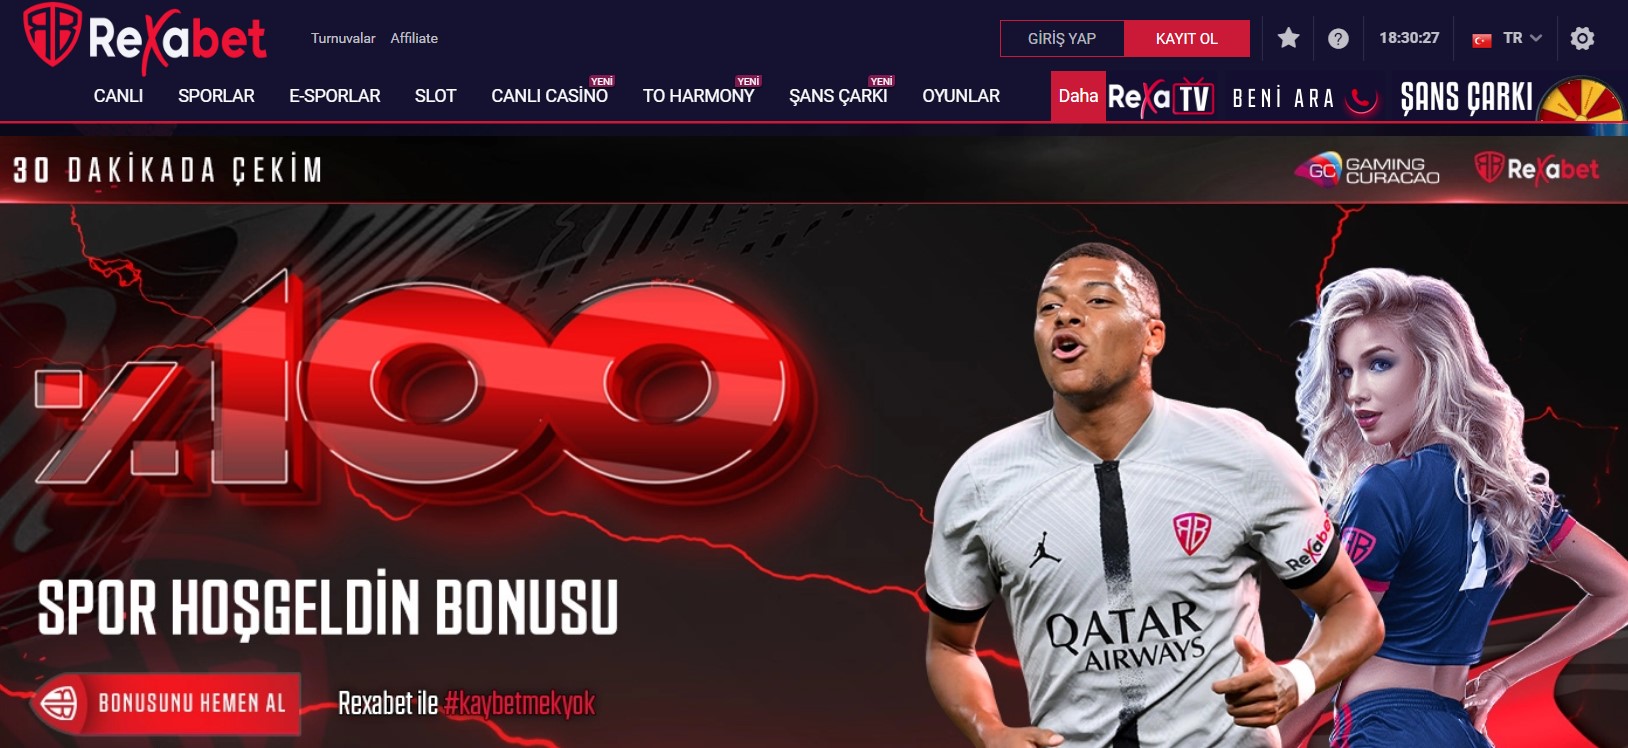 Rexabet
Turnuvalar Affiliate
GİRİŞ YAP KAYIT OL
18:30:27
TR
CANLI SPORLAR E-SPORLAR SLOT CANLI CASİNO YENİ TO HARMONY YENİ ŞANS ÇARKI YENİ OYUNLAR
Daha RexaTV BENİ ARA ŞANS ÇARKI
30 DAKİKADA ÇEKİM
GC GAMING CURACAO
Rexabet
%100
SPOR HOŞGELDİN BONUSU
BONUSUNU HEMEN AL
Rexabet ile #kaybetmekyok
Rexabet
QATAR
AIRWAYS